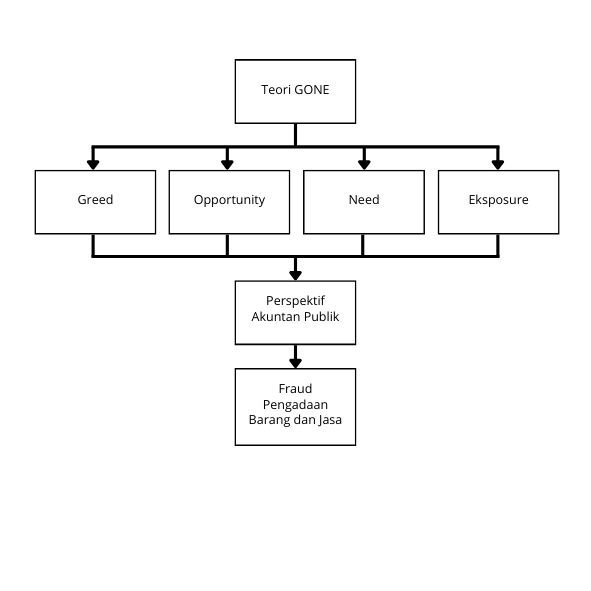 Teori GONE
Greed
Opportunity
Need
Eksposure
Perspektif
Akuntan Publik
Fraud
Pengadaan
Barang dan Jasa